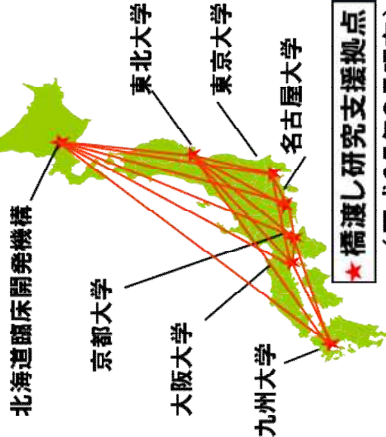 北海道臨床開発機構
東北大学
東京大学
名古屋大学
京都大学
大阪大学
九州大学
★橋渡し研究支援拠点